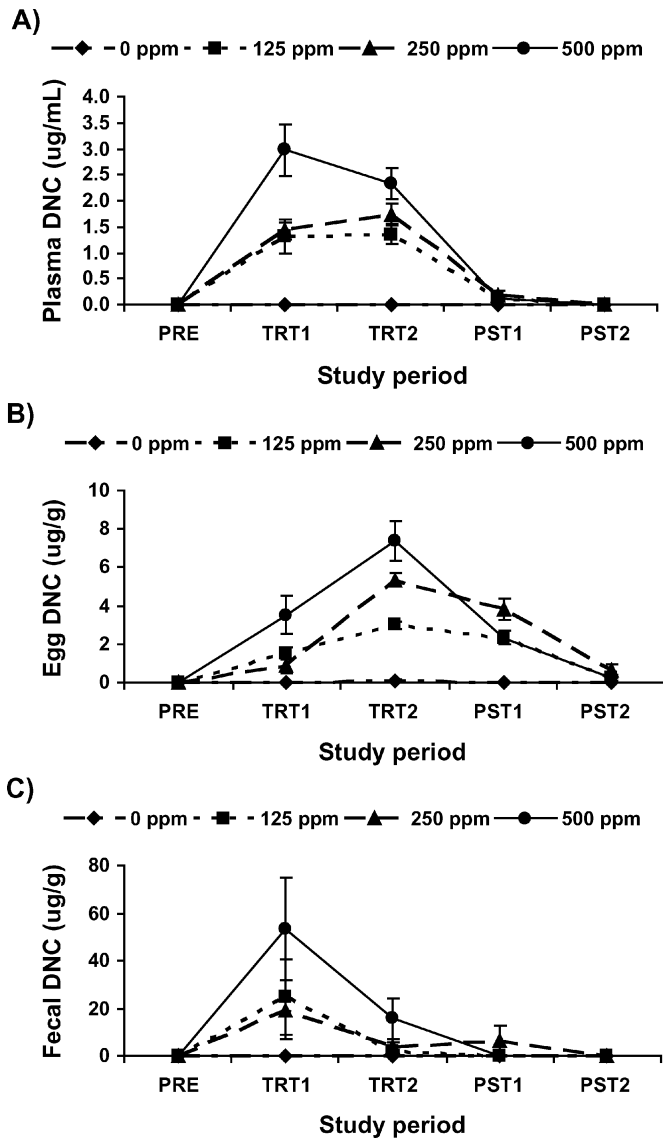 A)
0 ppm 125 ppm 250 ppm 500 ppm
Plasma DNC (ug/mL)
4.0
3.5
3.0
2.5
2.0
1.5
1.0
0.5
0.0
PRE TRT1 TRT2 PST1 PST2
Study period
B)
0 ppm 125 ppm 250 ppm 500 ppm
Egg DNC (ug/g)
10
8
6
4
2
0
PRE TRT1 TRT2 PST1 PST2
Study period
C)
0 ppm 125 ppm 250 ppm 500 ppm
Fecal DNC (ug/g)
80
60
40
20
0
PRE TRT1 TRT2 PST1 PST2
Study period